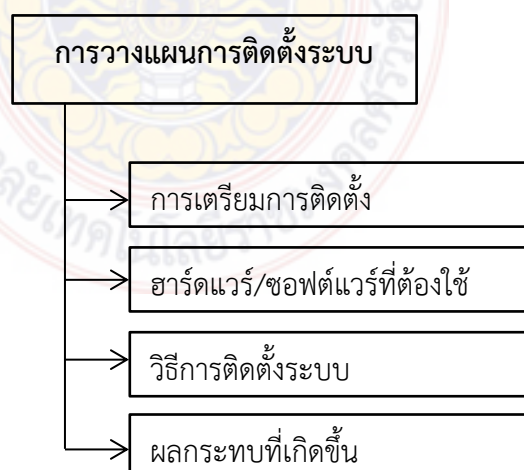 การวางแผนการติดตั้งระบบ
การเตรียมการติดตั้ง
ฮาร์ดแวร์/ซอฟต์แวร์ที่ต้องใช้
วิธีการติดตั้งระบบ
ผลกระทบที่เกิดขึ้น